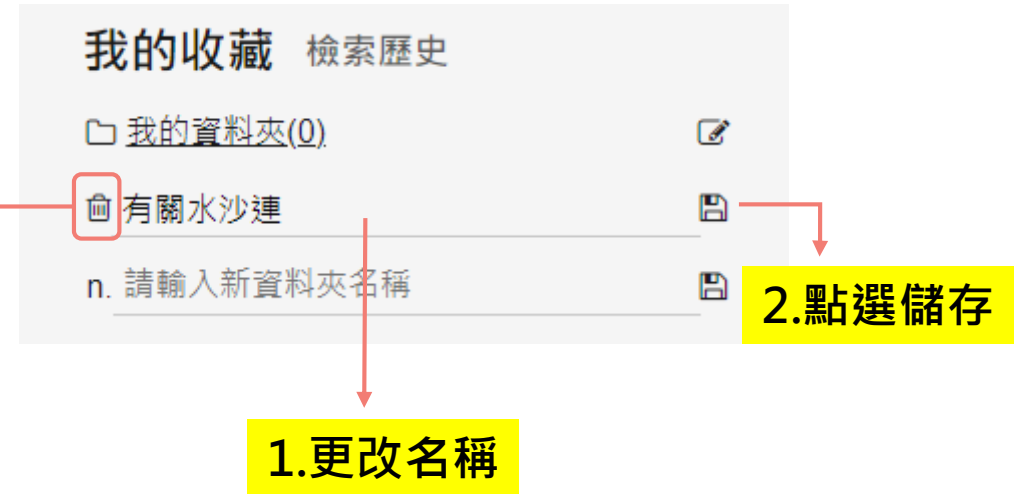 我的收藏 檢索歷史
我的資料夾(0)
有關水沙連
n. 請輸入新資料夾名稱
2.點選儲存
1.更改名稱